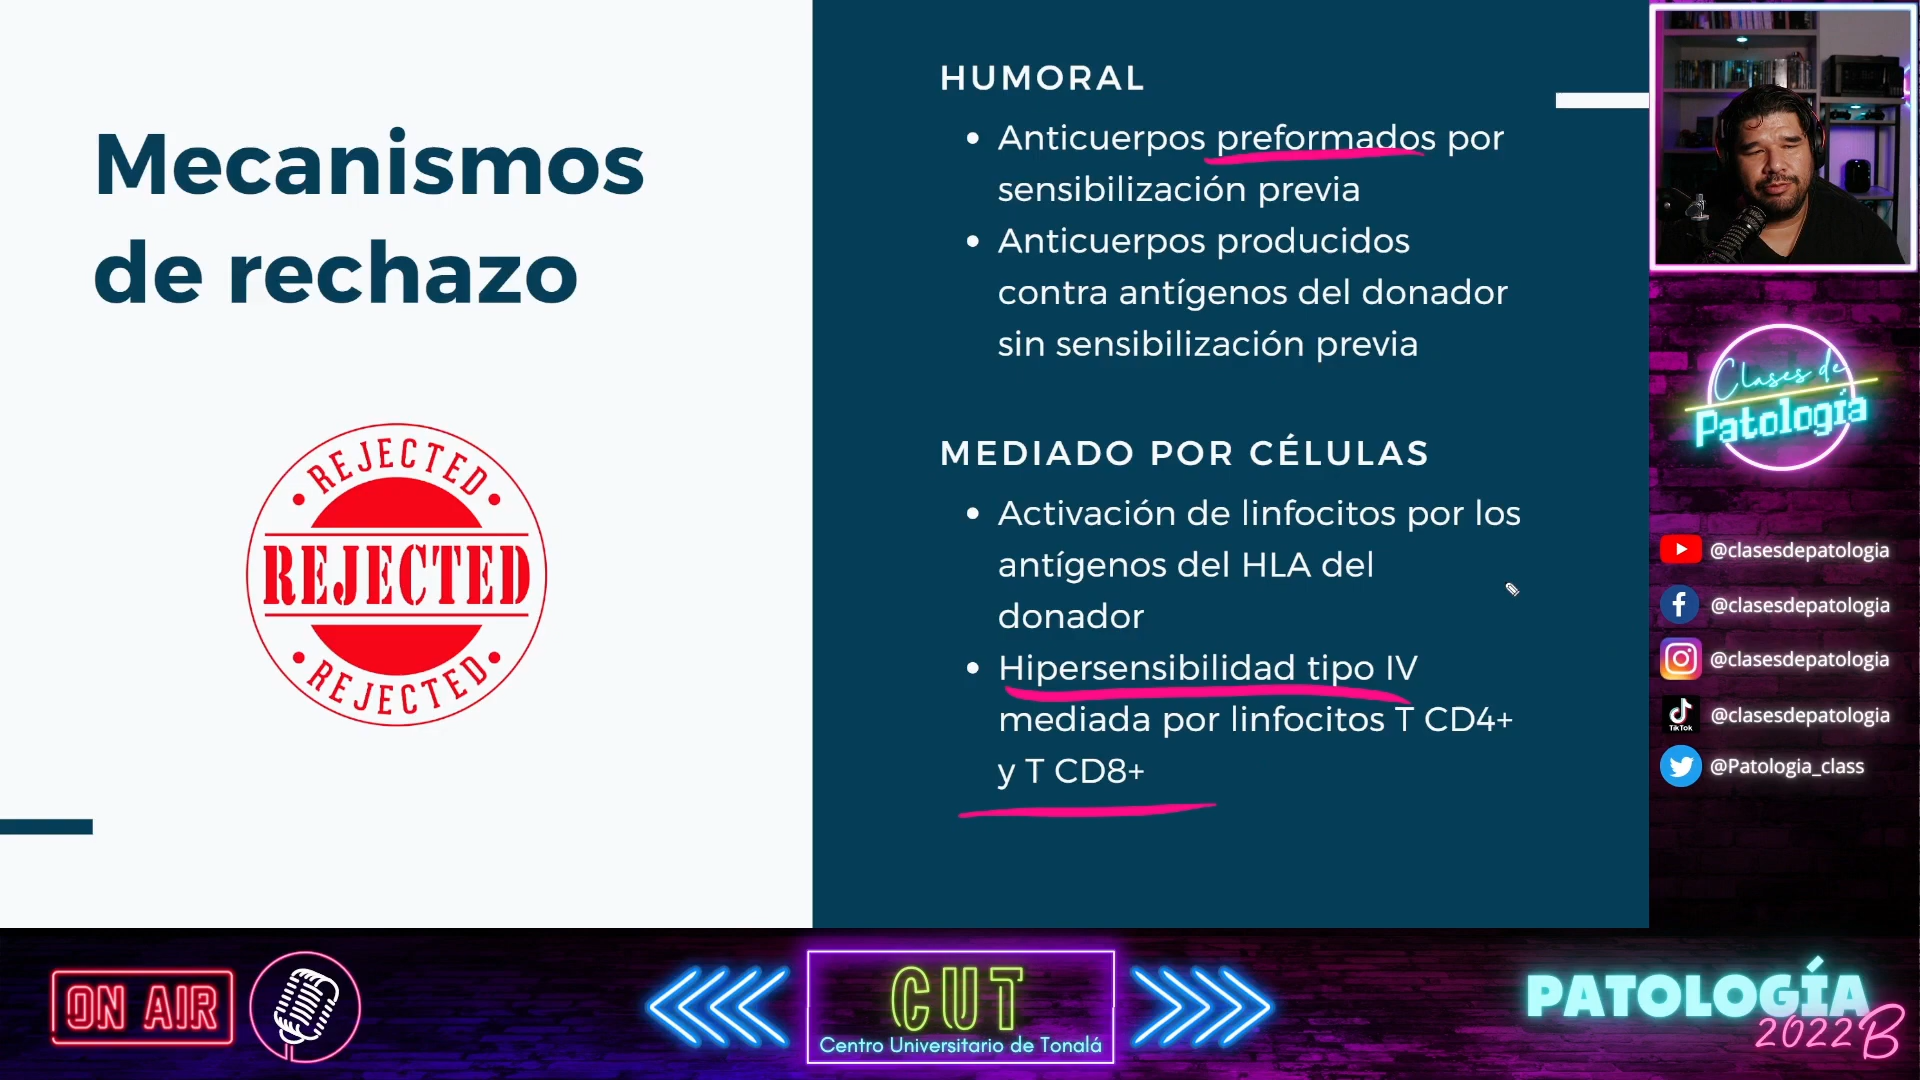 Mecanismos
de rechazo
REJECTED
REJECTED
REJECTED
HUMORAL
• Anticuerpos preformados por
sensibilización previa
• Anticuerpos producidos
contra antígenos del donador
sin sensibilización previa
MEDIADO POR CÉLULAS
• Activación de linfocitos por los
antígenos del HLA del
donador
• Hipersensibilidad tipo IV
mediada por linfocitos T CD4+
y T CD8+
Clases de
Patología
@clasesdepatologia
@clasesdepatologia
@clasesdepatologia
TikTok
@clasesdepatologia
@Patologia_class
ON AIR
CUT
Centro Universitario de Tonalá
PATOLOGÍA
2022B